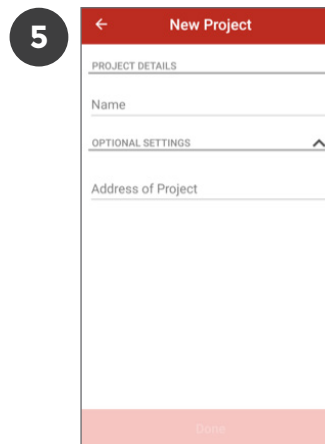 5
New Project
PROJECT DETAILS
Name
OPTIONAL SETTINGS
Address of Project
Done